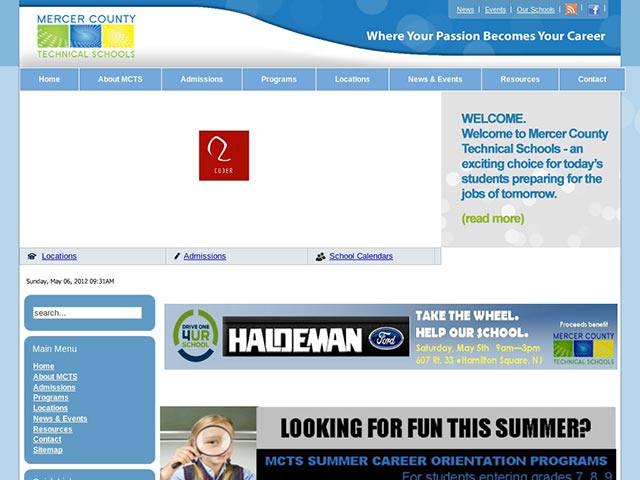 MERCER COUNTY
TECHNICAL SCHOOLS
News | Events | Our Schools | | |
Where Your Passion Becomes Your Career
Home About MCTS Admissions Programs Locations News & Events Resources Contact
CU3ER
WELCOME.
Welcome to Mercer County
Technical Schools - an
exciting choice for today's
students preparing for the
jobs of tomorrow.
(read more)
Locations Admissions School Calendars
Sunday, May 06, 2012 09:31AM
search...
Main Menu
Home
About MCTS
Admissions
Programs
Locations
News & Events
Resources
Contact
Sitemap
DRIVE ONE
4UR
SCHOOL
HALDEMAN
Ford
TAKE THE WHEEL.
HELP OUR SCHOOL.
Saturday, May 5th 9am—3pm
607 Rt. 33 • Hamilton Square, NJ
Proceeds benefit
MERCER COUNTY
TECHNICAL SCHOOLS
LOOKING FOR FUN THIS SUMMER?
MCTS SUMMER CAREER ORIENTATION PROGRAMS
For students entering grades 7, 8, 9